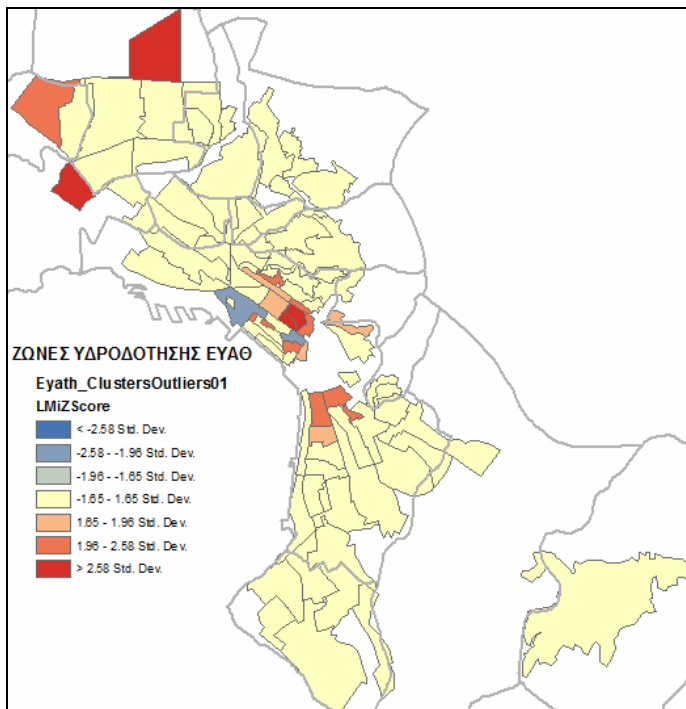 ΖΩΝΕΣ ΥΔΡΟΔΟΤΗΣΗΣ ΕΥΑΘ
Eyath_ClustersOutliers01
LMiZScore
< -2.58 Std. Dev.
-2.58 - -1.96 Std. Dev.
-1.96 - -1.65 Std. Dev.
-1.65 - 1.65 Std. Dev.
1.65 - 1.96 Std. Dev.
1.96 - 2.58 Std. Dev.
> 2.58 Std. Dev.